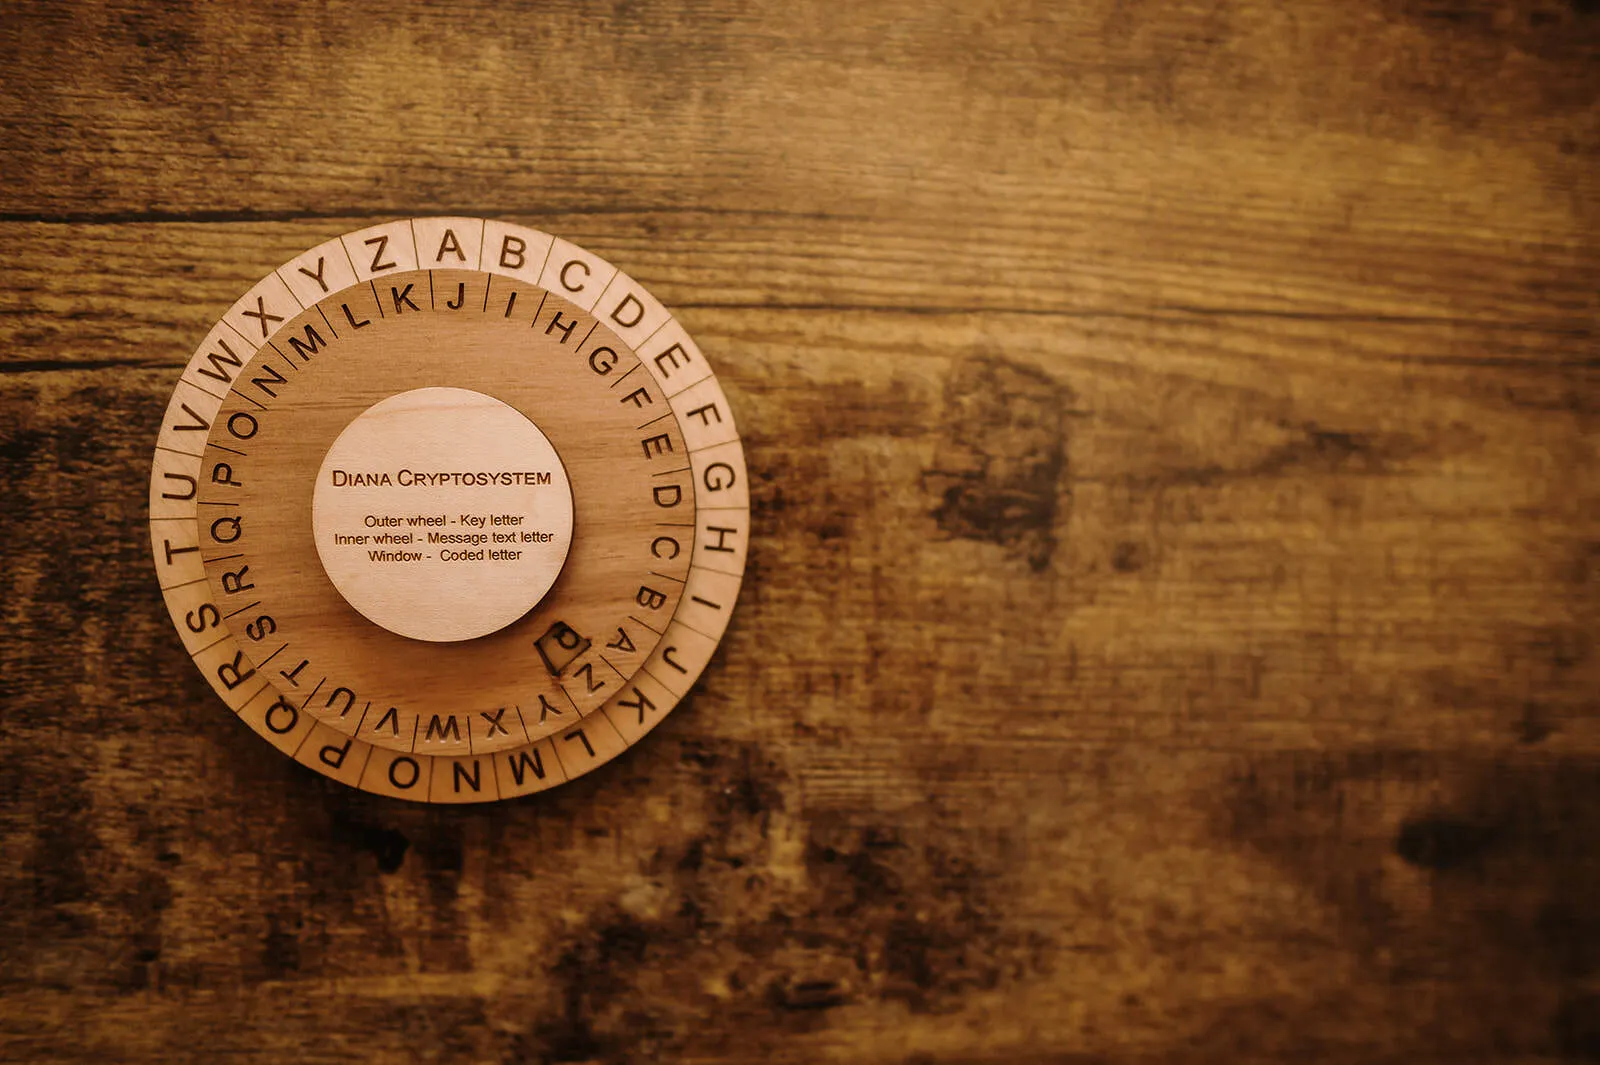 A B C D E F G H I J K L M N O P Q R S T U V W X Y Z
J I H G F E D C B A Z Y X W V U T S R Q P O N M L K
DIANA CRYPTOSYSTEM
Outer wheel - Key letter
Inner wheel - Message text letter
Window - Coded letter
Q